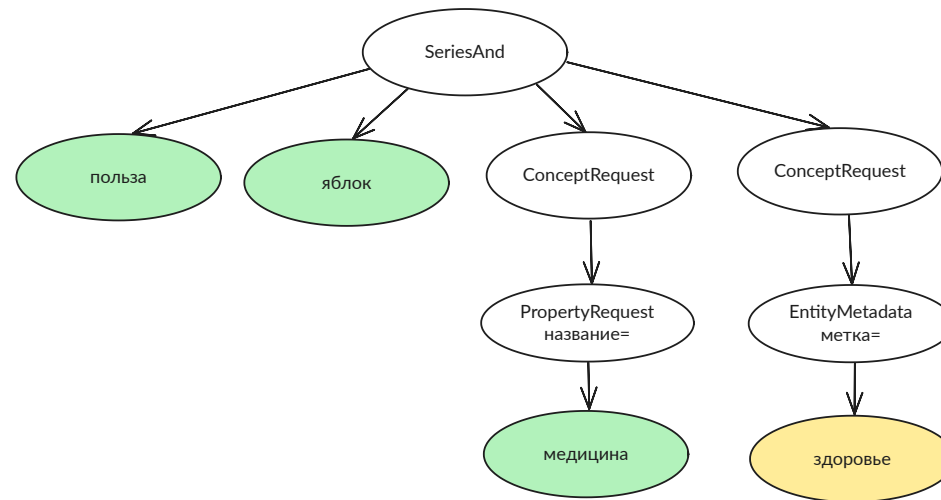 SeriesAnd
польза
яблок
ConceptRequest
ConceptRequest
PropertyRequest
название=
EntityMetadata
метка=
медицина
здоровье